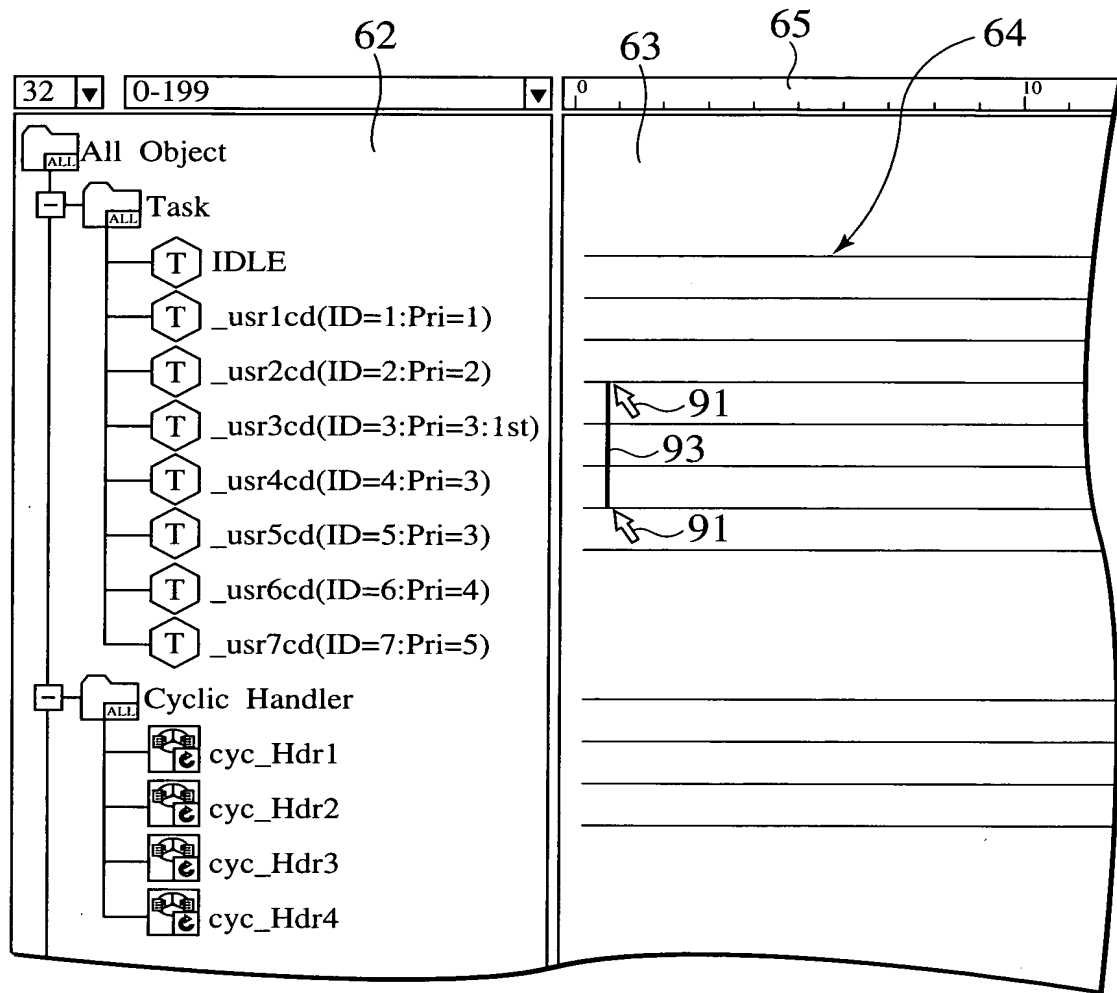 62
63
65
64
32
0-199
0
10
ALL
All Object
ALL
Task
T
IDLE
T
_usr1cd(ID=1:Pri=1)
T
_usr2cd(ID=2:Pri=2)
91
T
_usr3cd(ID=3:Pri=3:1st)
93
T
_usr4cd(ID=4:Pri=3)
91
T
_usr5cd(ID=5:Pri=3)
T
_usr6cd(ID=6:Pri=4)
T
_usr7cd(ID=7:Pri=5)
ALL
Cyclic Handler
cyc_Hdr1
cyc_Hdr2
cyc_Hdr3
cyc_Hdr4